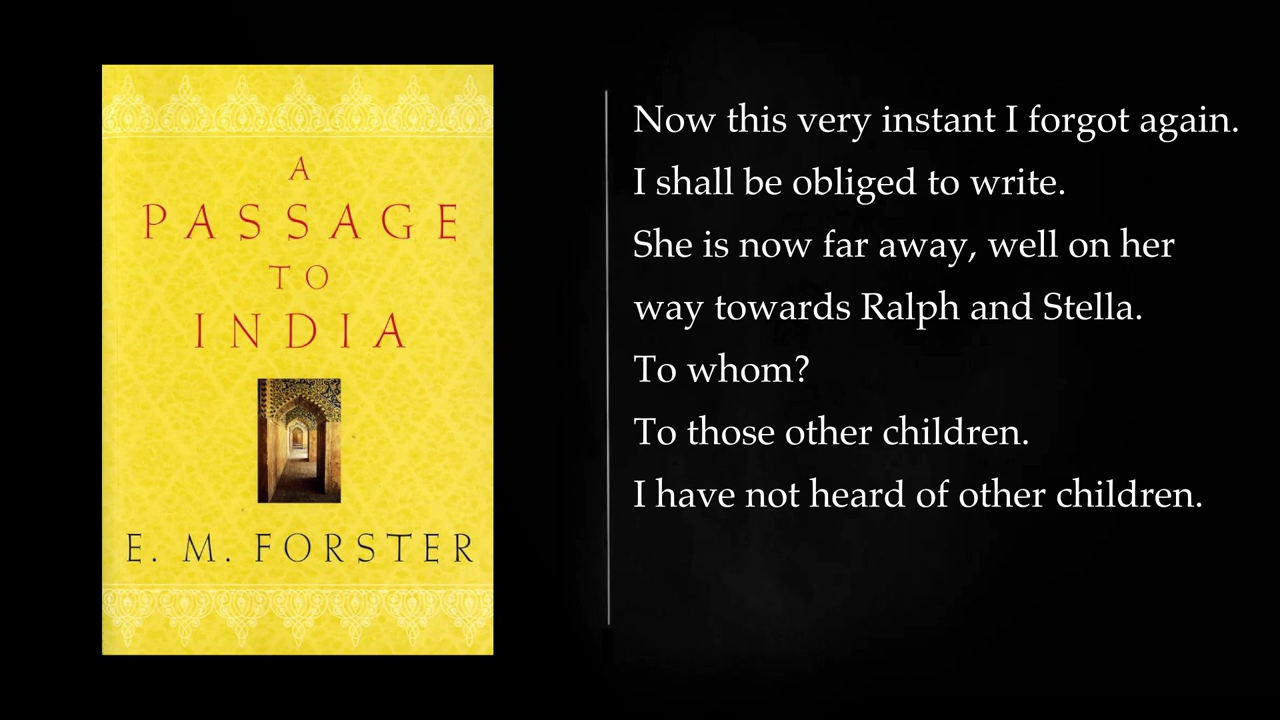 A
PASSAGE
TO
INDIA
E. M. FORSTER
Now this very instant I forgot again.
I shall be obliged to write.
She is now far away, well on her
way towards Ralph and Stella.
To whom?
To those other children.
I have not heard of other children.